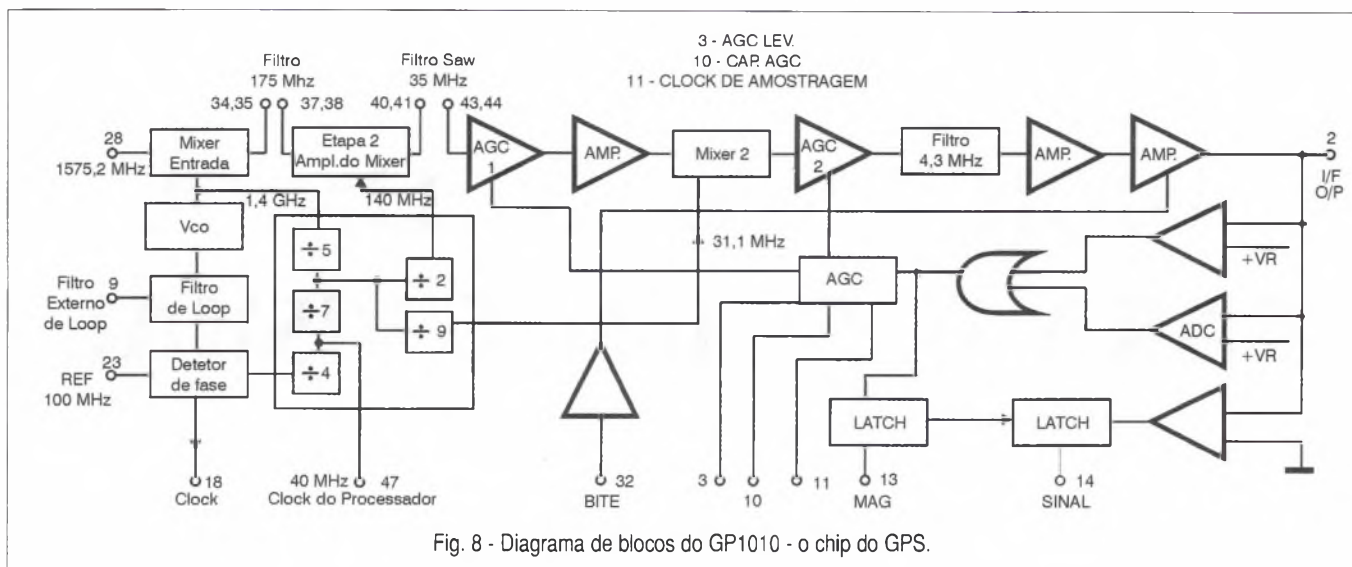 3 - AGC LEV.
10 - CAP. AGC
11 - CLOCK DE AMOSTRAGEM
Filtro
175 Mhz
Filtro Saw
35 MHz
34,35
37,38
40,41
43,44
28
1575,2 MHz
Mixer
Entrada
Etapa 2
Ampl.do Mixer
AGC
1
AMP.
Mixer 2
AGC
2
Filtro
4,3 MHz
AMP.
AMP.
2
I/F
O/P
1,4 GHz
140 MHz
Vco
÷5
÷2
÷7
÷9
÷4
31,1 MHz
AGC
+VR
ADC
+VR
Filtro
Externo
de Loop
9
Filtro
de Loop
23
REF
100 MHz
Detetor
de fase
LATCH
LATCH
18
Clock
40 MHz
47
Clock do Processador
32
BITE
3
10
11
13
MAG
14
SINAL
Fig. 8 - Diagrama de blocos do GP1010 - o chip do GPS.